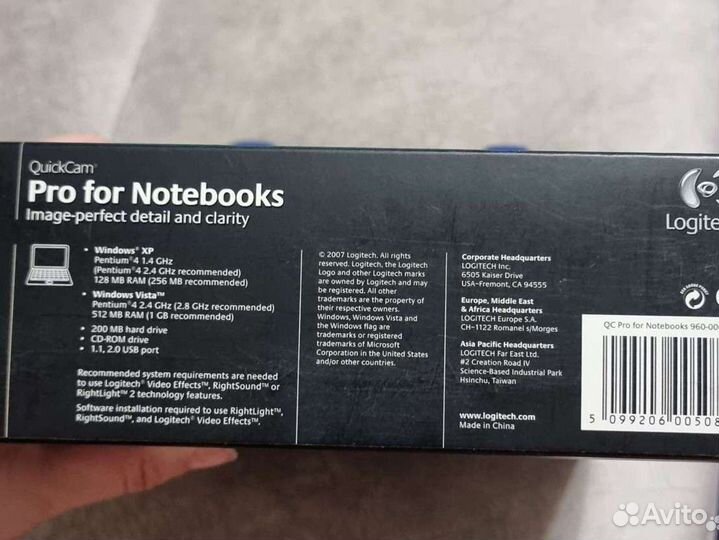 QuickCam®
Pro for Notebooks
Image-perfect detail and clarity
• Windows® XP
Pentium® 4 1.4 GHz
(Pentium® 4 2.4 GHz recommended)
128 MB RAM (256 MB recommended)
• Windows Vista™
Pentium® 4 2.4 GHz (2.8 GHz recommended)
512 MB RAM (1 GB recommended)
• 200 MB hard drive
• CD-ROM drive
• 1.1, 2.0 USB port
Recommended system requirements are needed
to use Logitech® Video Effects™, RightSound™ or
RightLight™ 2 technology features.
Software installation required to use RightLight™,
RightSound™, and Logitech® Video Effects™.
© 2007 Logitech. All rights
reserved. Logitech, the Logitech
Logo and other Logitech marks
are owned by Logitech and may
be registered. All other
trademarks are the property of
their respective owners.
Windows, Windows Vista and
the Windows flag are
trademarks or registered
trademarks of Microsoft
Corporation in the United States
and/or other countries.
Corporate Headquarters
LOGITECH Inc.
6505 Kaiser Drive
USA-Fremont, CA 94555
Europe, Middle East
& Africa Headquarters
LOGITECH Europe S.A.
CH-1122 Romanel s/Morges
Asia Pacific Headquarters
LOGITECH Far East Ltd.
#2 Creation Road IV
Science-Based Industrial Park
Hsinchu, Taiwan
www.logitech.com
Made in China
Logitech
QC Pro for Notebooks 960-00
5 099206 00508
Avito